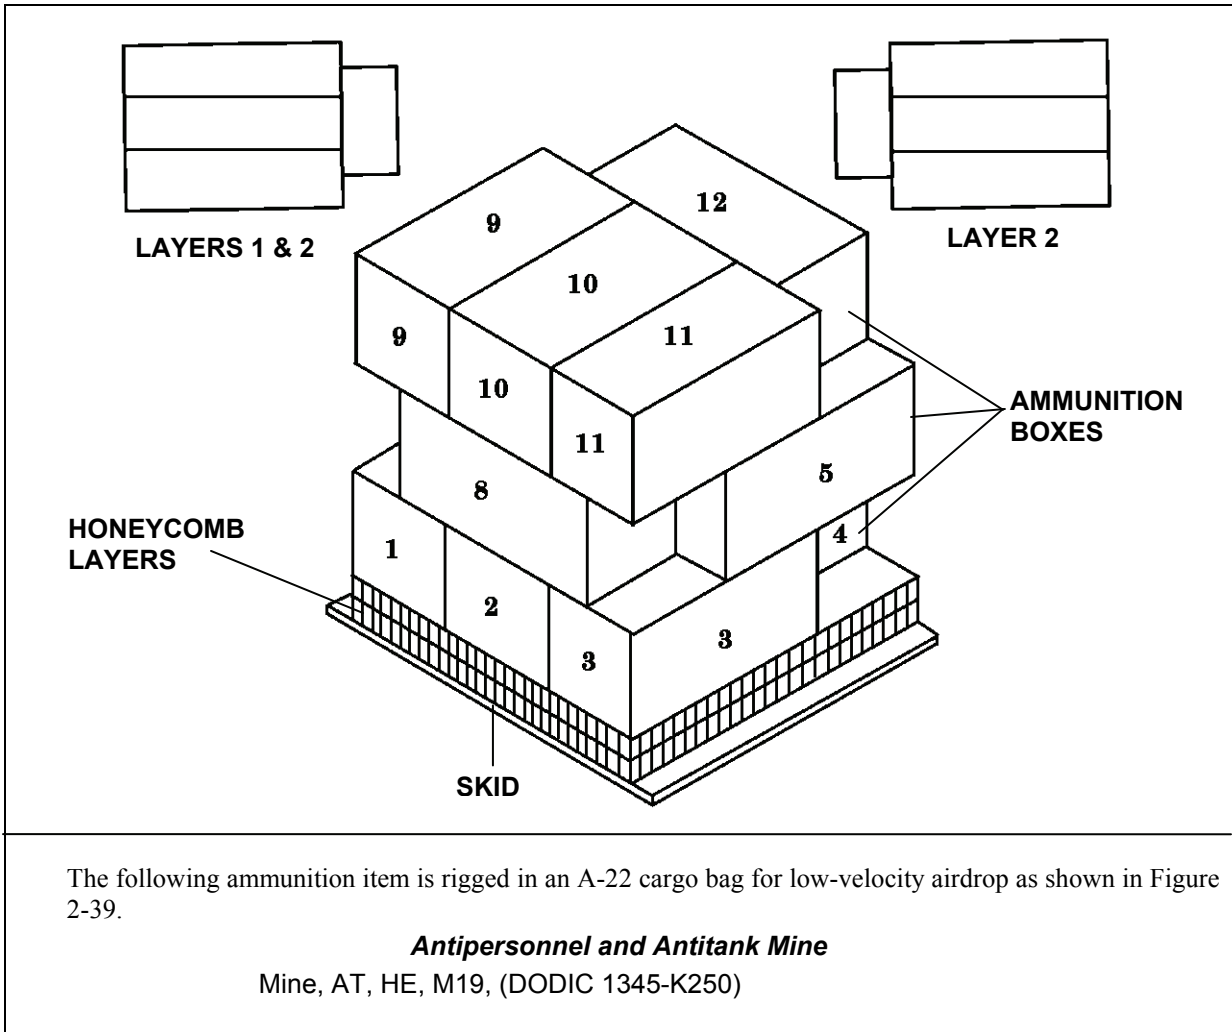 LAYERS 1 & 2
LAYER 2
12
9
10
11
9
10
11
AMMUNITION
BOXES
5
8
4
HONEYCOMB
LAYERS
1
2
3
3
SKID
The following ammunition item is rigged in an A-22 cargo bag for low-velocity airdrop as shown in Figure
2-39.
Antipersonnel and Antitank Mine
Mine, AT, HE, M19, (DODIC 1345-K250)